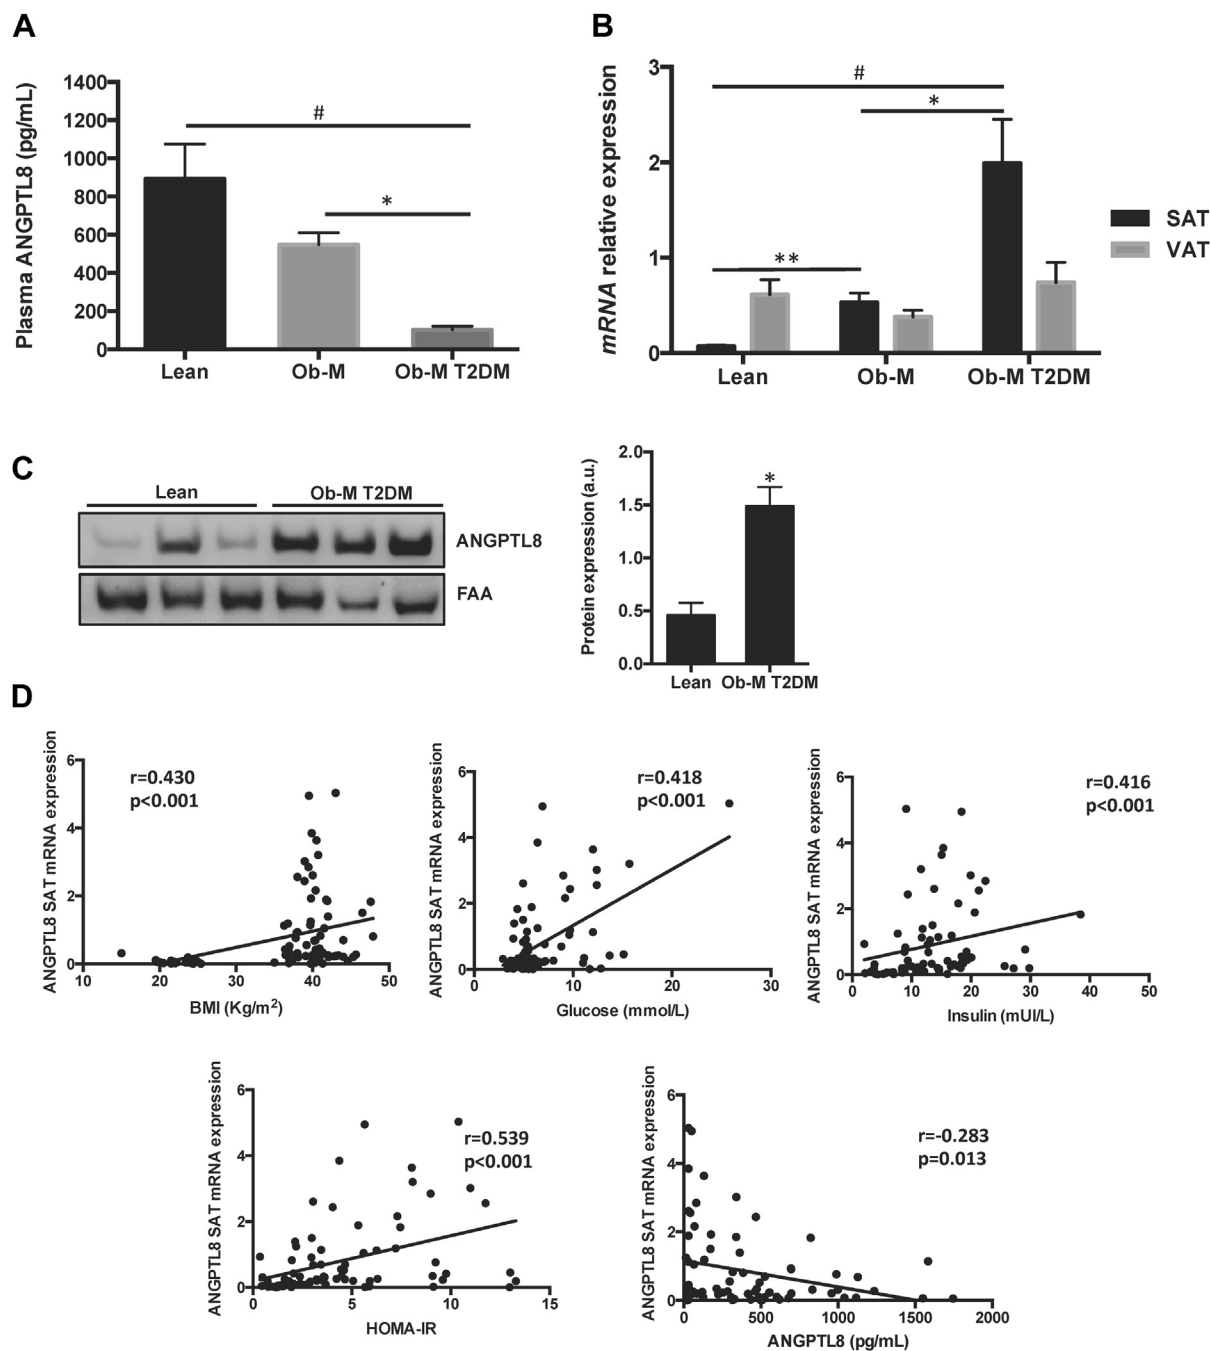 A
Plasma ANGPTL8 (pg/mL)
1400
1200
1000
800
600
400
200
0
#
*
Lean
Ob-M
Ob-M T2DM
B
mRNA relative expression
3
2
1
0
#
*
**
Lean
Ob-M
Ob-M T2DM
SAT
VAT
C
Lean
Ob-M T2DM
ANGPTL8
FAA
Protein expression (a.u.)
2.0
1.5
1.0
0.5
0.0
*
Lean
Ob-M T2DM
D
ANGPTL8 SAT mRNA expression
6
4
2
0
r=0.430
p<0.001
10 20 30 40 50
BMI (Kg/m²)
ANGPTL8 SAT mRNA expression
6
4
2
0
r=0.418
p<0.001
0 10 20 30
Glucose (mmol/L)
ANGPTL8 SAT mRNA expression
6
4
2
0
r=0.416
p<0.001
0 10 20 30 40 50
Insulin (mUI/L)
ANGPTL8 SAT mRNA expression
6
4
2
0
r=0.539
p<0.001
0 5 10 15
HOMA-IR
ANGPTL8 SAT mRNA expression
6
4
2
0
r=-0.283
p=0.013
0 500 1000 1500 2000
ANGPTL8 (pg/mL)